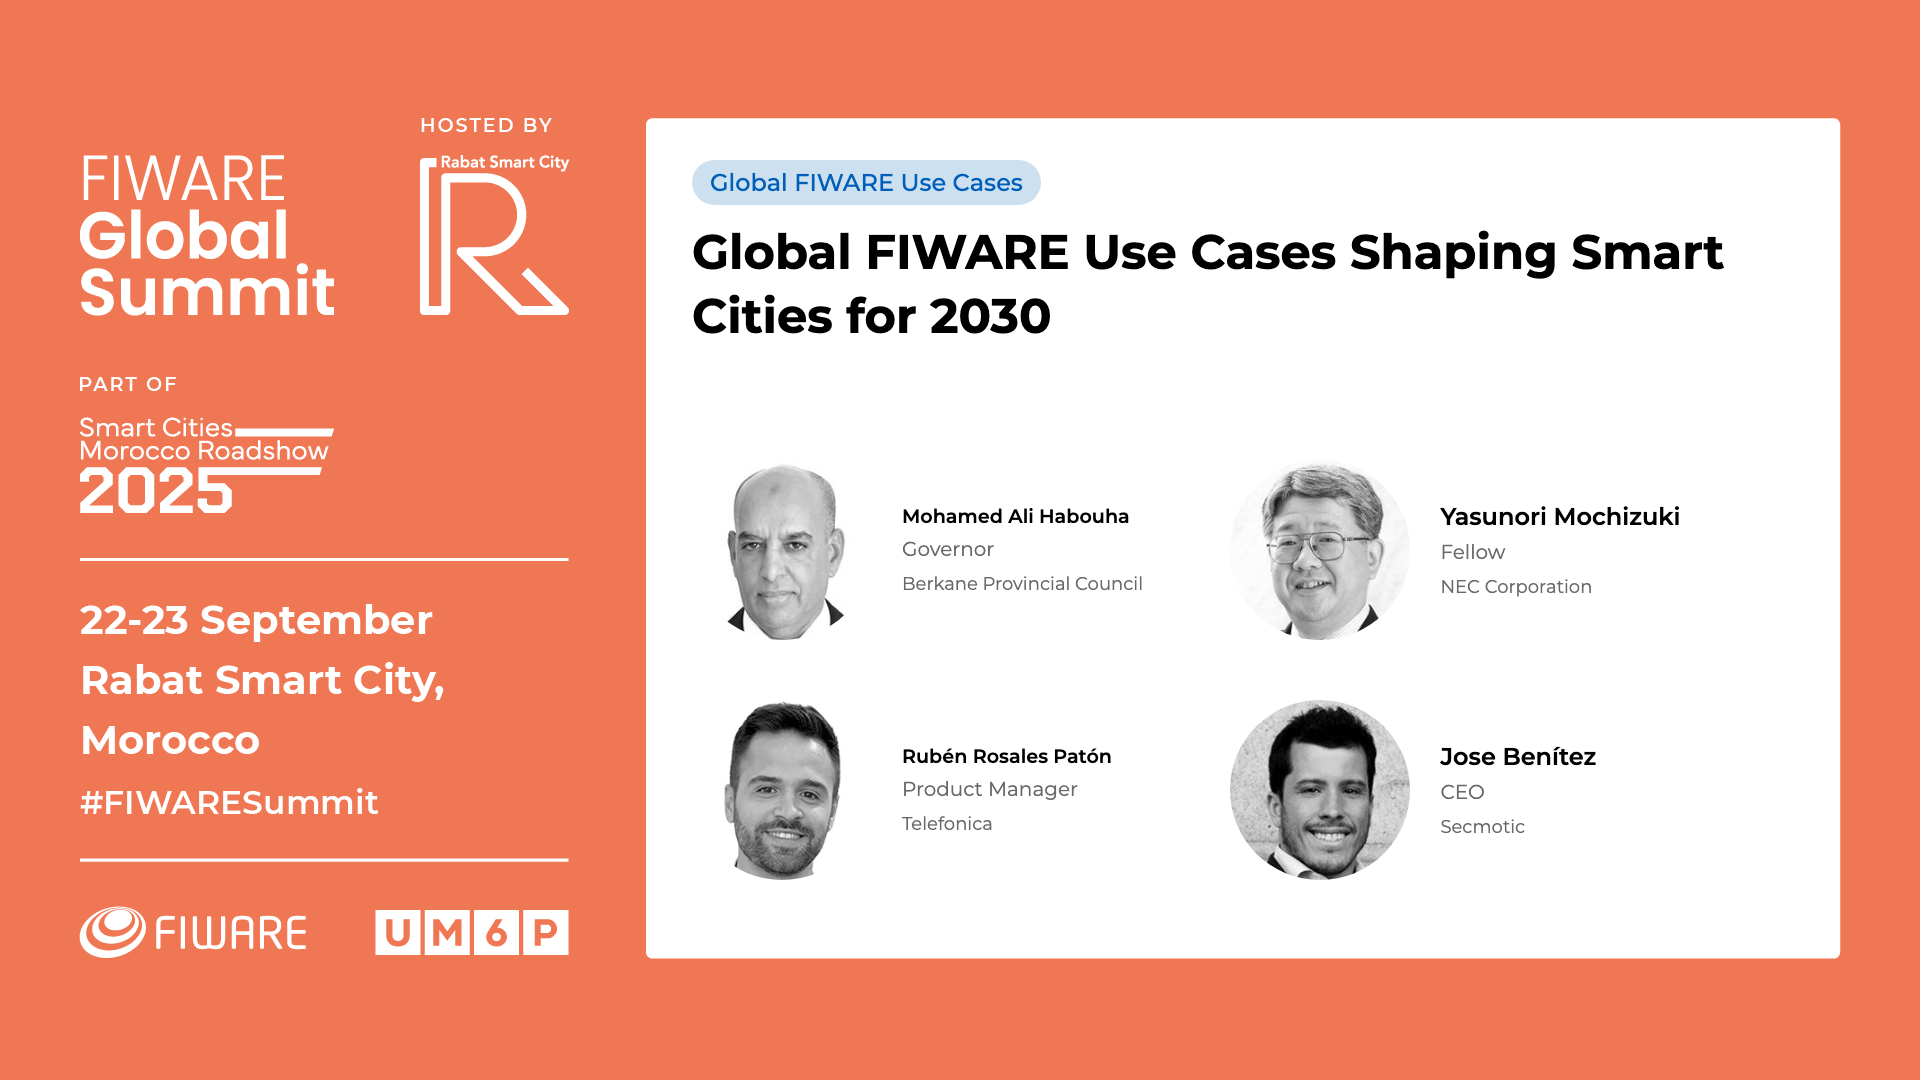 HOSTED BY
FIWARE
Global
Summit
Rabat Smart City
R
PART OF
Smart Cities
Morocco Roadshow
2025
22-23 September
Rabat Smart City,
Morocco
#FIWARESummit
FIWARE
UM6P
Global FIWARE Use Cases
Global FIWARE Use Cases Shaping Smart
Cities for 2030
Mohamed Ali Habouha
Governor
Berkane Provincial Council
Yasunori Mochizuki
Fellow
NEC Corporation
Rubén Rosales Patón
Product Manager
Telefonica
Jose Benítez
CEO
Secmotic